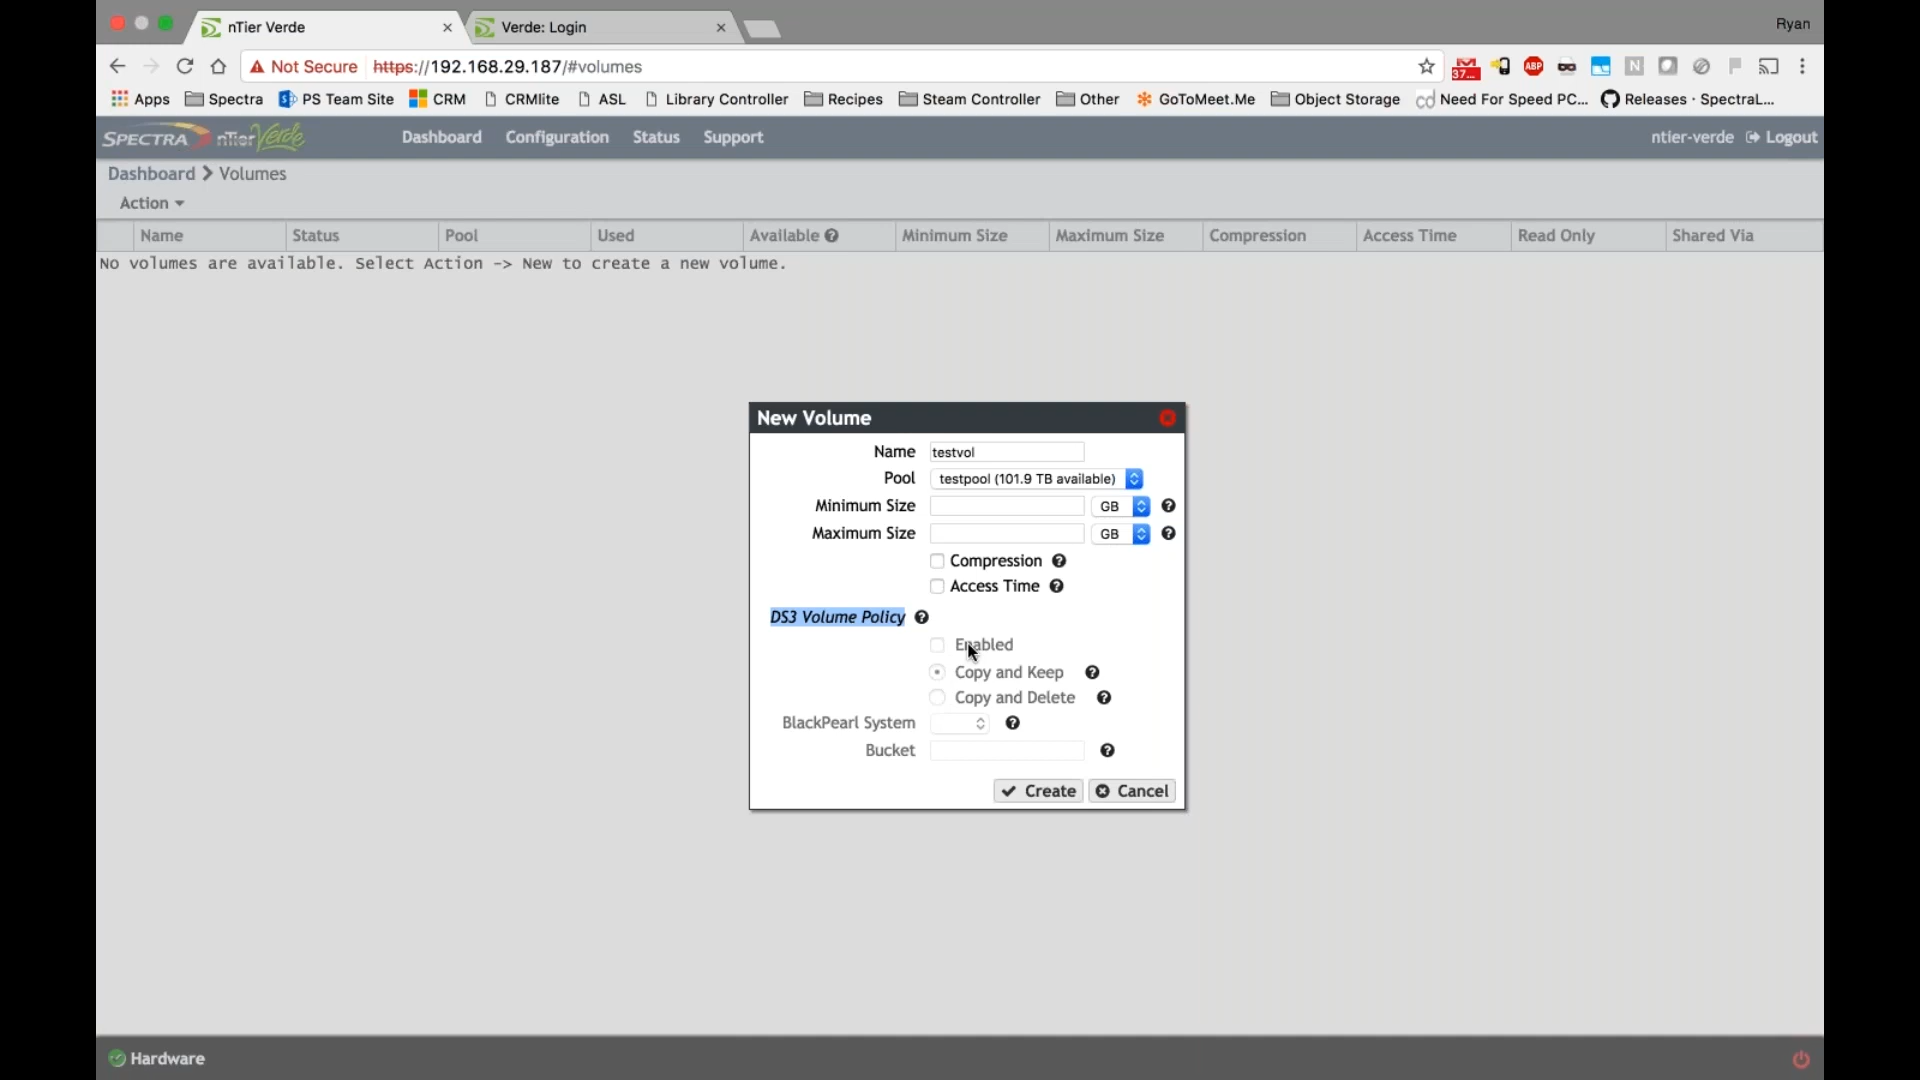 nTier Verde
Verde: Login
Ryan
Not Secure https://192.168.29.187/#volumes
37...
ABP
N
Apps Spectra PS Team Site CRM CRMlite ASL Library Controller Recipes Steam Controller Other GoToMeet.Me Object Storage Need For Speed PC... Releases · SpectraL...
SPECTRA nTier Verde Dashboard Configuration Status Support ntier-verde Logout
Dashboard Volumes
Action
Name Status Pool Used Available Minimum Size Maximum Size Compression Access Time Read Only Shared Via
No volumes are available. Select Action -> New to create a new volume.
New Volume
Name testvol
Pool testpool (101.9 TB available)
Minimum Size GB
Maximum Size GB
Compression
Access Time
DS3 Volume Policy
Enabled
Copy and Keep
Copy and Delete
BlackPearl System
Bucket
Create Cancel
Hardware